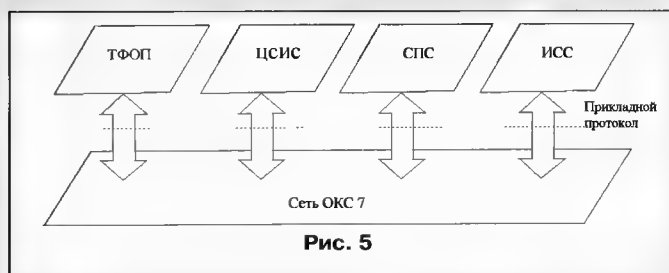 ТФОП ЦСИС СПС ИСС
Прикладной
протокол
Сеть ОКС 7
Рис. 5